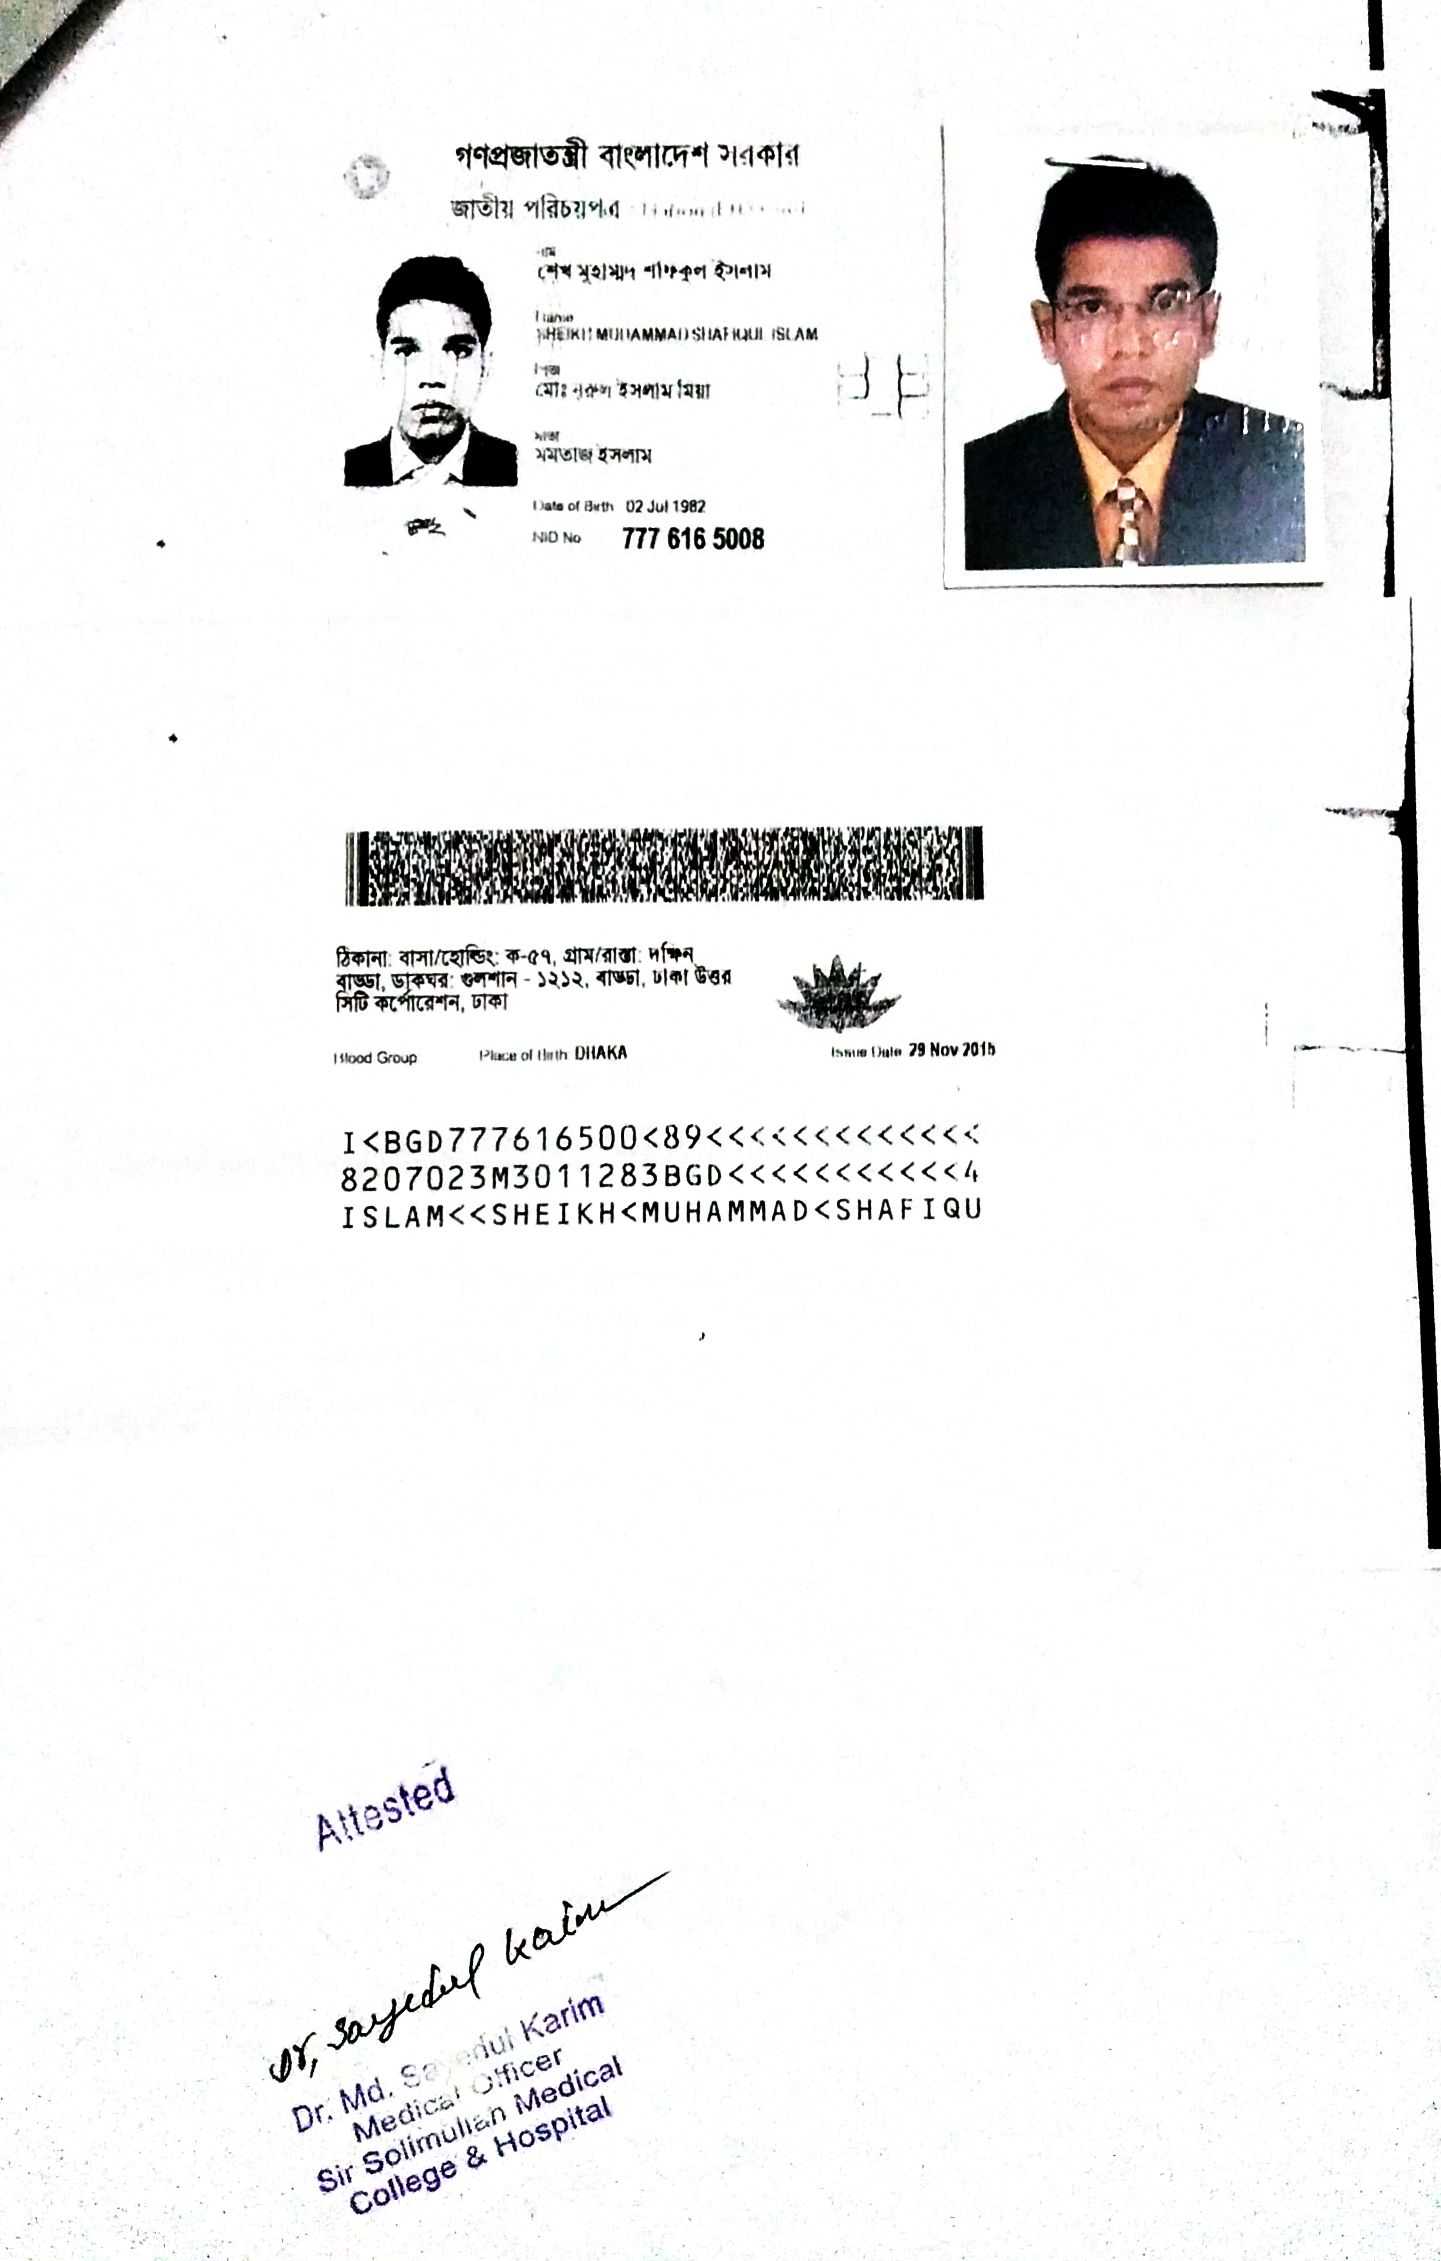 গণপ্রজাতন্ত্রী বাংলাদেশ সরকার
জাতীয় পরিচয়পত্র
নাম
শেখ মুহাম্মদ শফিকুল ইসলাম
Name
SHEIKH MUHAMMAD SHAFIQUL ISLAM
পিতা
মোঃ নুরুল ইসলাম মিয়া
মাতা
মমতাজ ইসলাম
Date of Birth 02 Jul 1982
NID No 777 616 5008
ঠিকানা: বাসা/হোল্ডিং: ক-৫৭, গ্রাম/রাস্তা: দক্ষিন
বাড্ডা, ডাকঘর: গুলশান - ১২১২, বাড্ডা, ঢাকা উত্তর
সিটি কর্পোরেশন, ঢাকা
Blood Group Place of Birth DHAKA Issue Date 29 Nov 2015
I<BGD777616500<89<<<<<<<<<<<<<
8207023M3011283BGD<<<<<<<<<<<4
ISLAM<<SHEIKH<MUHAMMAD<SHAFIQU
Attested
Dr, Sayedul Karim
Dr. Md. Sayedul Karim
Medical Officer
Sir Solimullah Medical
College & Hospital